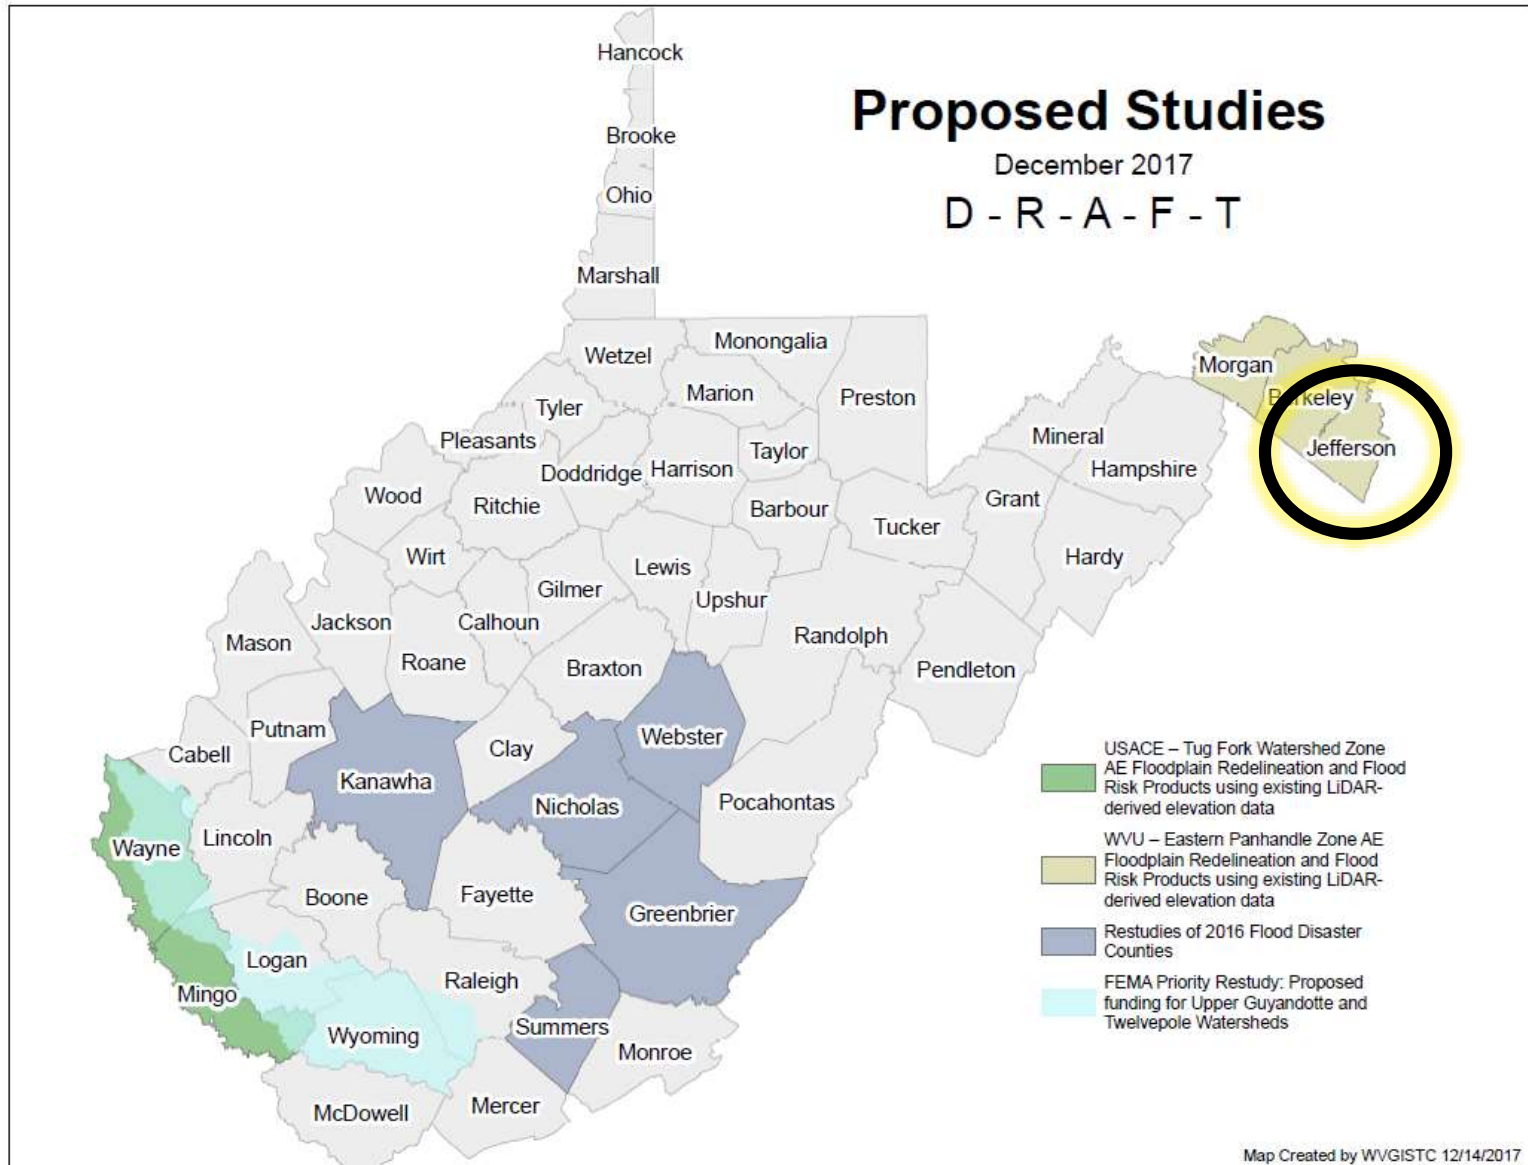 Proposed Studies
December 2017
D - R - A - F - T
Hancock
Brooke
Ohio
Marshall
Wetzel
Monongalia
Marion
Preston
Tyler
Pleasants
Doddridge
Harrison
Taylor
Wood
Ritchie
Barbour
Tucker
Grant
Mineral
Hampshire
Morgan
Berkeley
Jefferson
Hardy
Wirt
Gilmer
Lewis
Upshur
Jackson
Calhoun
Mason
Roane
Braxton
Randolph
Pendleton
Putnam
Cabell
Kanawha
Clay
Webster
Nicholas
Pocahontas
Wayne
Lincoln
Boone
Fayette
Greenbrier
Logan
Mingo
Raleigh
Wyoming
Summers
Monroe
McDowell
Mercer
USACE – Tug Fork Watershed Zone
AE Floodplain Redelineation and Flood
Risk Products using existing LiDAR-
derived elevation data
WVU – Eastern Panhandle Zone AE
Floodplain Redelineation and Flood
Risk Products using existing LiDAR-
derived elevation data
Restudies of 2016 Flood Disaster
Counties
FEMA Priority Restudy: Proposed
funding for Upper Guyandotte and
Twelvepole Watersheds
Map Created by WVGISTC 12/14/2017